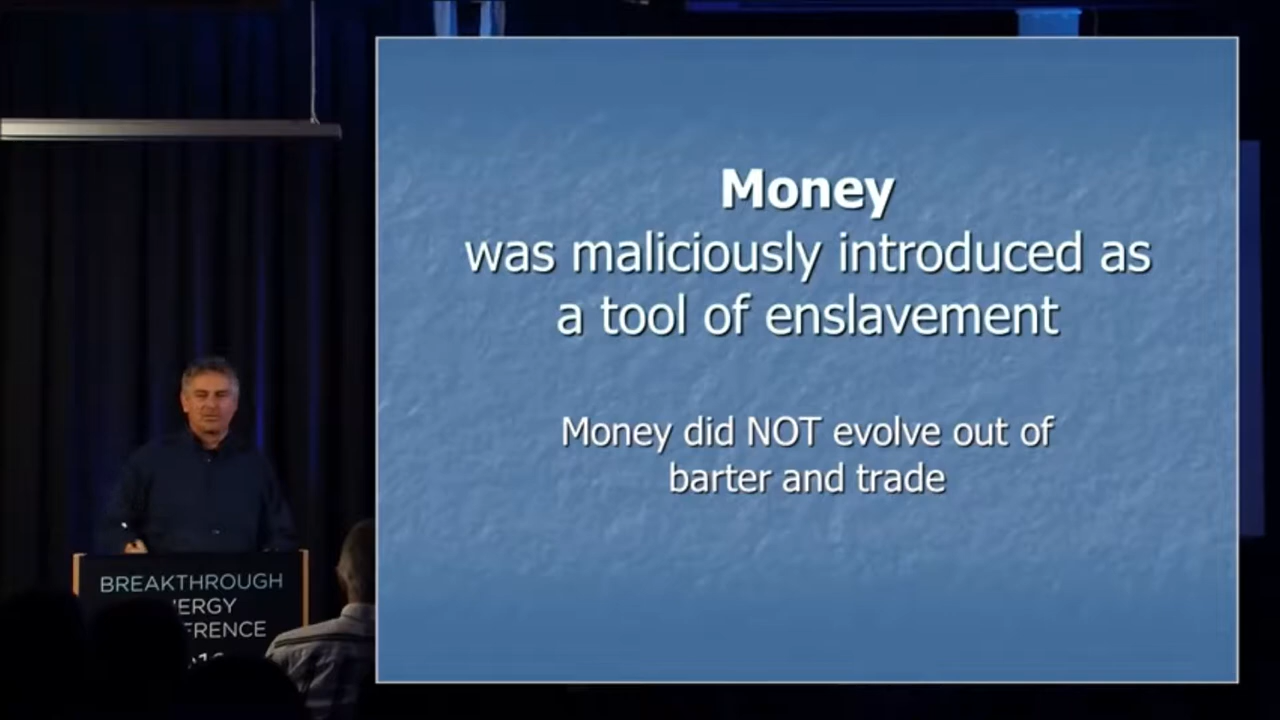 Money
was maliciously introduced as
a tool of enslavement
Money did NOT evolve out of
barter and trade
BREAKTHROUGH
ERGY
FRENCE